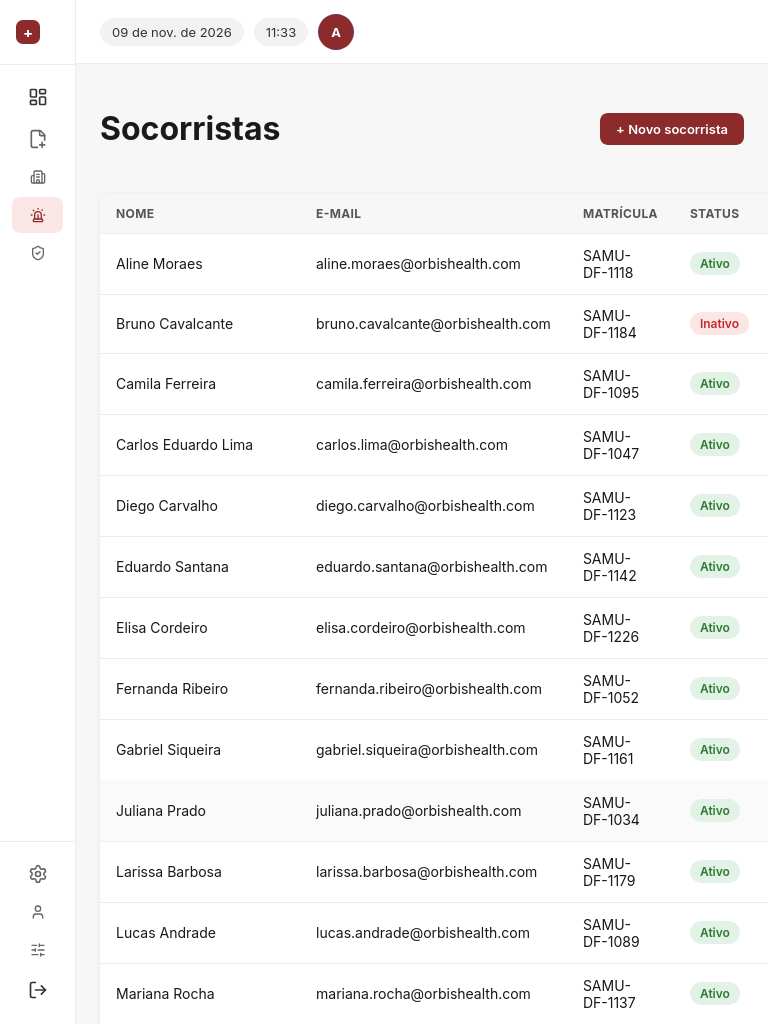 +
09 de nov. de 2026
11:33
A
Socorristas
+ Novo socorrista
NOME E-MAIL MATRÍCULA STATUS
Aline Moraes aline.moraes@orbishealth.com SAMU-
DF-1118 Ativo
Bruno Cavalcante bruno.cavalcante@orbishealth.com SAMU-
DF-1184 Inativo
Camila Ferreira camila.ferreira@orbishealth.com SAMU-
DF-1095 Ativo
Carlos Eduardo Lima carlos.lima@orbishealth.com SAMU-
DF-1047 Ativo
Diego Carvalho diego.carvalho@orbishealth.com SAMU-
DF-1123 Ativo
Eduardo Santana eduardo.santana@orbishealth.com SAMU-
DF-1142 Ativo
Elisa Cordeiro elisa.cordeiro@orbishealth.com SAMU-
DF-1226 Ativo
Fernanda Ribeiro fernanda.ribeiro@orbishealth.com SAMU-
DF-1052 Ativo
Gabriel Siqueira gabriel.siqueira@orbishealth.com SAMU-
DF-1161 Ativo
Juliana Prado juliana.prado@orbishealth.com SAMU-
DF-1034 Ativo
Larissa Barbosa larissa.barbosa@orbishealth.com SAMU-
DF-1179 Ativo
Lucas Andrade lucas.andrade@orbishealth.com SAMU-
DF-1089 Ativo
Mariana Rocha mariana.rocha@orbishealth.com SAMU-
DF-1137 Ativo